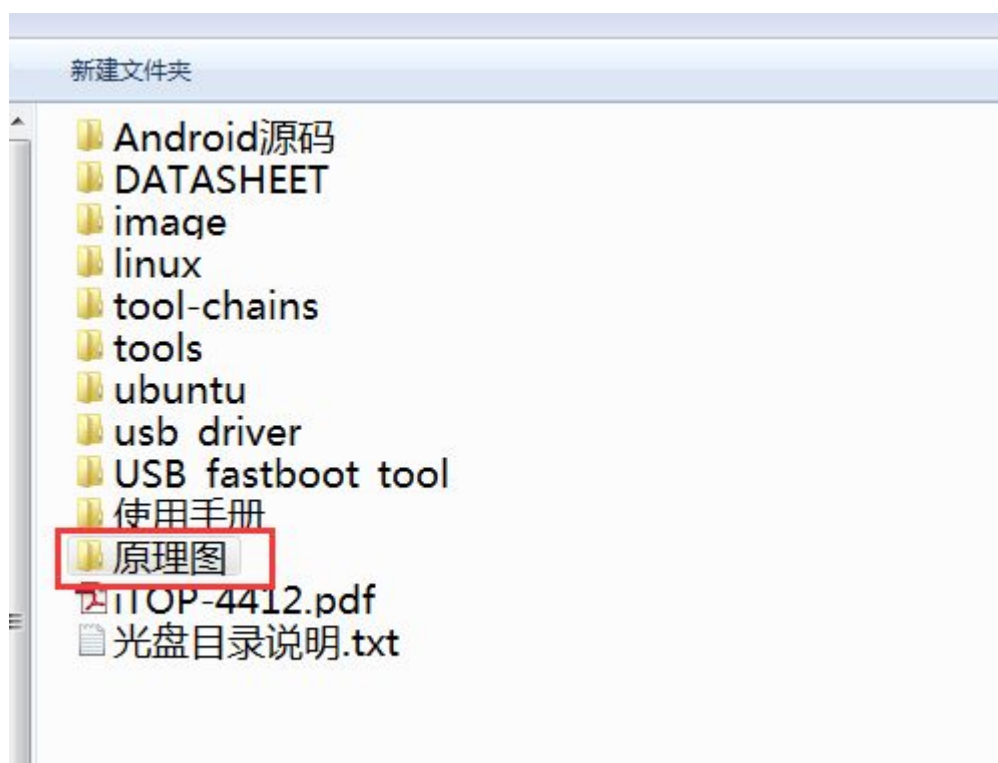 新建文件夹
Android源码
DATASHEET
image
linux
tool-chains
tools
ubuntu
usb driver
USB fastboot tool
使用手册
原理图
iTOP-4412.pdf
光盘目录说明.txt